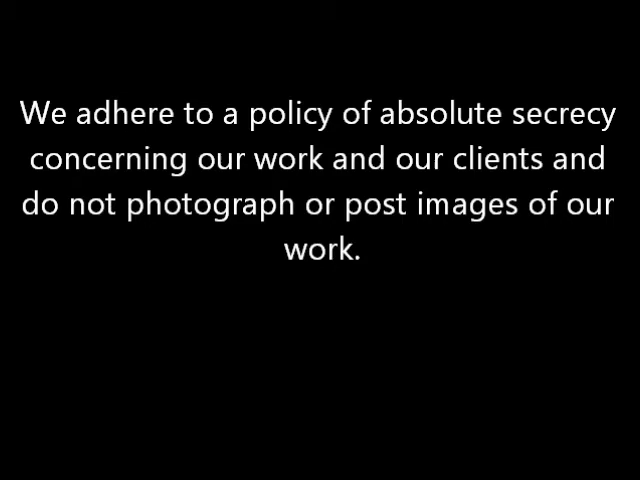 We adhere to a policy of absolute secrecy
concerning our work and our clients and
do not photograph or post images of our
work.